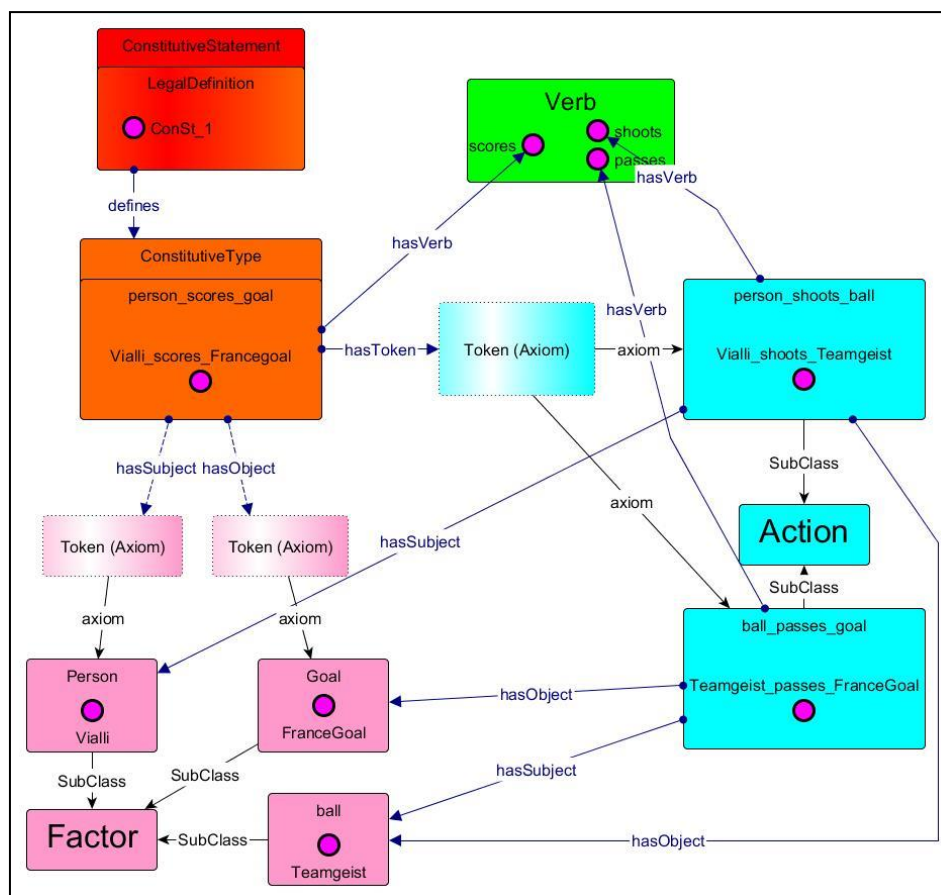 ConstitutiveStatement
LegalDefinition
ConSt_1
Verb
scores
shoots
passes
defines
hasVerb
hasVerb
hasVerb
ConstitutiveType
person_scores_goal
Vialli_scores_Francegoal
hasToken
Token (Axiom)
axiom
person_shoots_ball
Vialli_shoots_Teamgeist
hasSubject
hasObject
axiom
SubClass
Token (Axiom)
Token (Axiom)
hasSubject
Action
SubClass
axiom
axiom
ball_passes_goal
Person
Vialli
Goal
FranceGoal
hasObject
Teamgeist_passes_FranceGoal
SubClass
SubClass
hasSubject
Factor
SubClass
ball
Teamgeist
hasObject